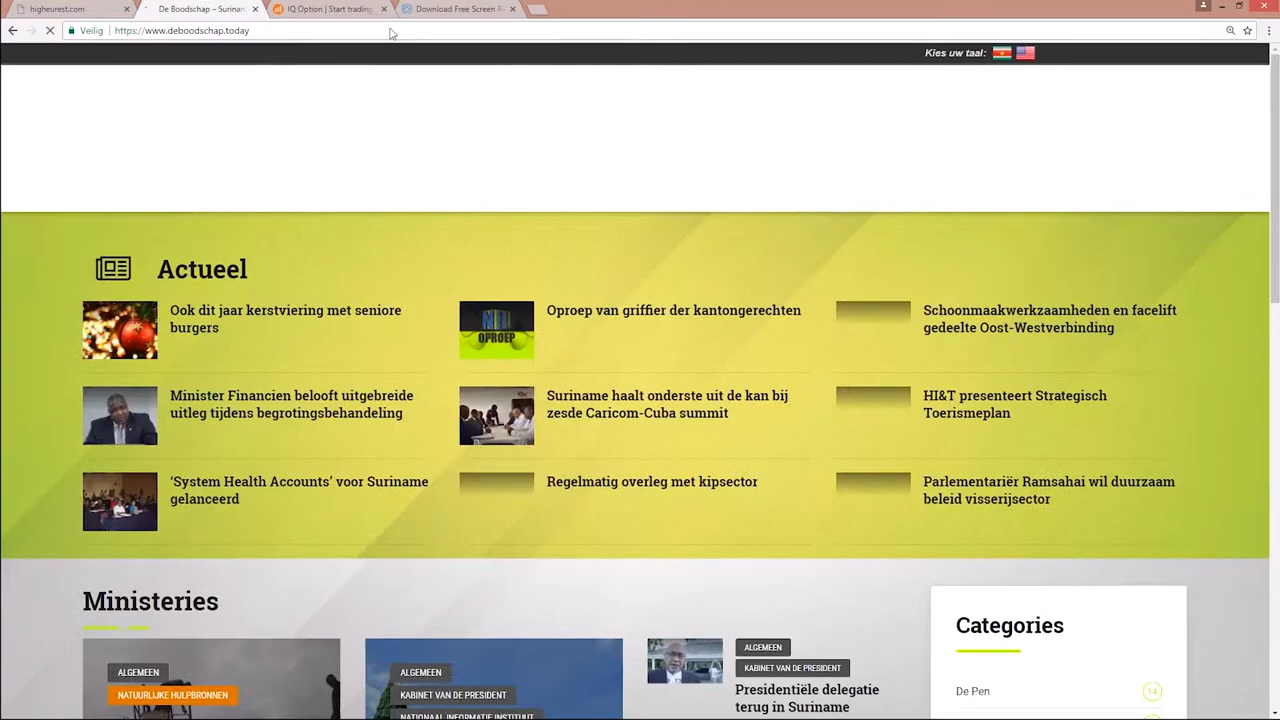 higheurest.com
De Boodschap – Surinam
IQ Option | Start trading
Download Free Screen R
Veilig
https://www.deboodschap.today
Kies uw taal:
Actueel
Ook dit jaar kerstviering met seniore
burgers
Oproep van griffier der kantongerechten
OPROEP
Schoonmaakwerkzaamheden en facelift
gedeelte Oost-Westverbinding
Minister Financien belooft uitgebreide
uitleg tijdens begrotingsbehandeling
Suriname haalt onderste uit de kan bij
zesde Caricom-Cuba summit
HI&T presenteert Strategisch
Toerismeplan
‘System Health Accounts’ voor Suriname
gelanceerd
Regelmatig overleg met kipsector
Parlementariër Ramsahai wil duurzaam
beleid visserijsector
Ministeries
ALGEMEEN
NATUURLIJKE HULPBRONNEN
ALGEMEEN
KABINET VAN DE PRESIDENT
NATIONAAL INFORMATIE INSTITUUT
ALGEMEEN
KABINET VAN DE PRESIDENT
Presidentiële delegatie
terug in Suriname
Categories
De Pen
14